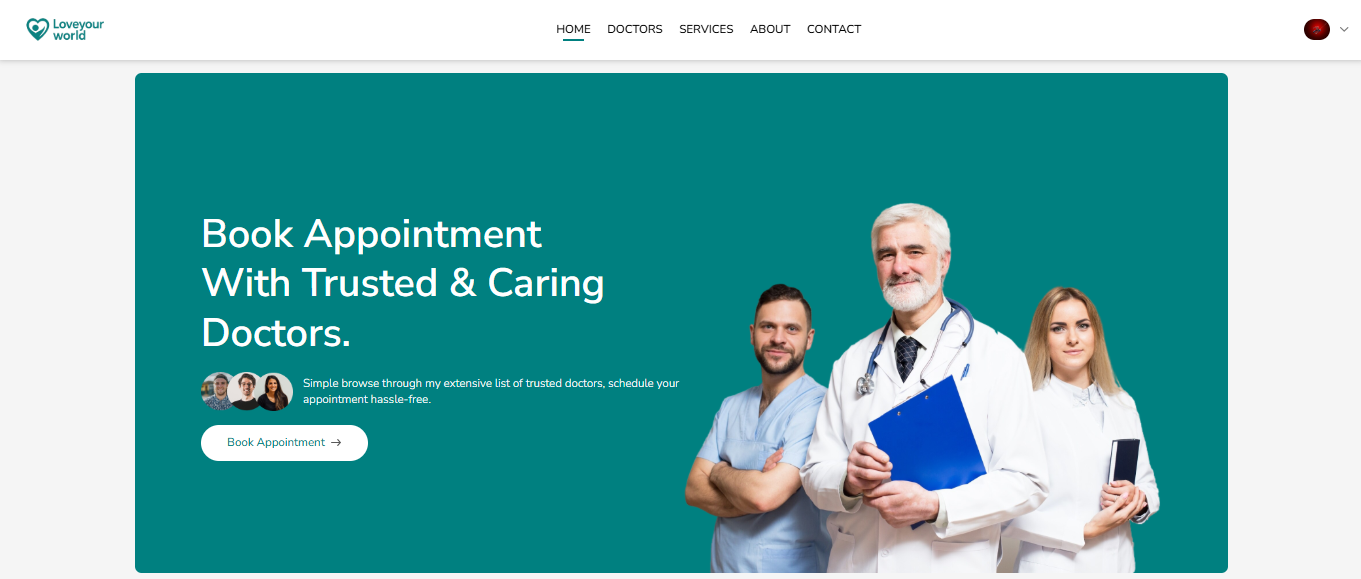 Loveyour
world
HOME DOCTORS SERVICES ABOUT CONTACT
Book Appointment
With Trusted & Caring
Doctors.
Simple browse through my extensive list of trusted doctors, schedule your
appointment hassle-free.
Book Appointment →